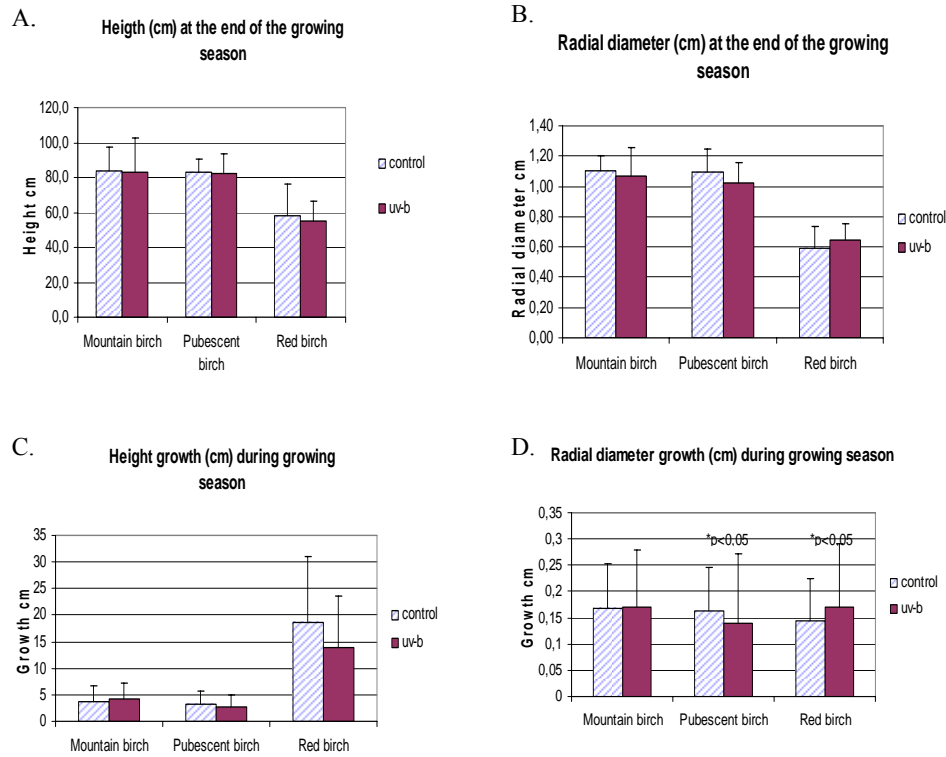 A.
Heigth (cm) at the end of the growing
season
120,0
100,0
80,0
60,0
40,0
20,0
0,0
Height cm
Mountain birch
Pubescent
birch
Red birch
control
uv-b
B.
Radial diameter (cm) at the end of the growing
season
1,40
1,20
1,00
0,80
0,60
0,40
0,20
0,00
Radial diameter cm
Mountain birch
Pubescent birch
Red birch
control
uv-b
C.
Height growth (cm) during growing
season
35
30
25
20
15
10
5
0
Growth cm
Mountain birch
Pubescent birch
Red birch
control
uv-b
D.
Radial diameter growth (cm) during growing season
0,35
0,3
0,25
0,2
0,15
0,1
0,05
0
Growth cm
*p<0,05
*p<0,05
Mountain birch
Pubescent birch
Red birch
control
uv-b